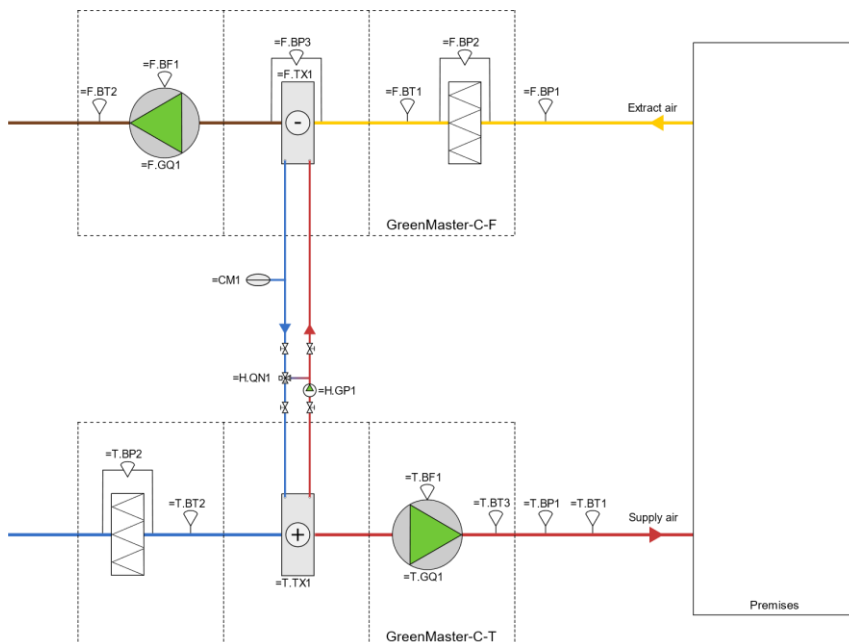 =F.BP3
=F.BP2
=F.BF1
=F.BT2
=F.TX1
=F.BT1
=F.BP1
Extract air
-
=F.GQ1
GreenMaster-C-F
=CM1
=H.QN1
=H.GP1
=T.BP2
=T.BF1
=T.BT2
=T.BT3
=T.BP1
=T.BT1
Supply air
+
=T.TX1
=T.GQ1
Premises
GreenMaster-C-T